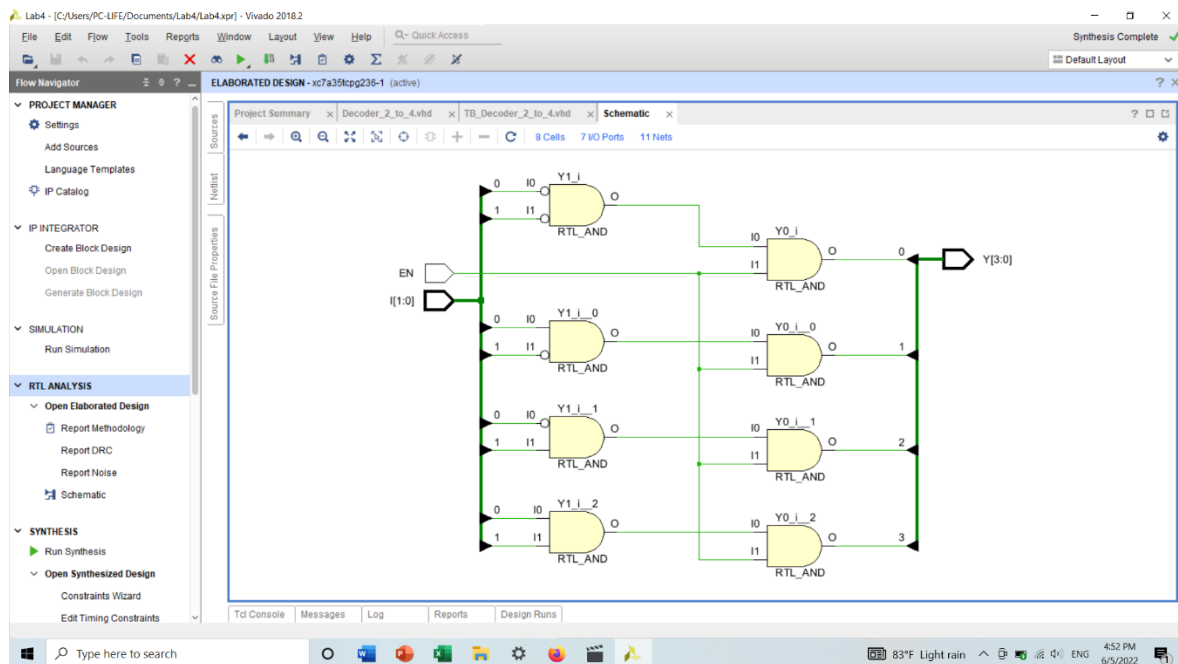 Lab4 - [C:/Users/PC-LIFE/Documents/Lab4/Lab4.xpr] - Vivado 2018.2
File Edit Flow Tools Reports Window Layout View Help Q- Quick Access Synthesis Complete
Default Layout
Flow Navigator
ELABORATED DESIGN - xc7a35tcpg236-1 (active)
PROJECT MANAGER
Settings
Add Sources
Language Templates
IP Catalog
IP INTEGRATOR
Create Block Design
Open Block Design
Generate Block Design
SIMULATION
Run Simulation
RTL ANALYSIS
Open Elaborated Design
Report Methodology
Report DRC
Report Noise
Schematic
SYNTHESIS
Run Synthesis
Open Synthesized Design
Constraints Wizard
Edit Timing Constraints
Sources
Netlist
Source File Properties
Project Summary Decoder_2_to_4.vhd TB_Decoder_2_to_4.vhd Schematic
8 Cells 7 I/O Ports 11 Nets
Y1_i
0 I0
1 I1
O
RTL_AND
Y0_i
I0
I1
O
RTL_AND
0
Y[3:0]
EN
I[1:0]
Y1_i__0
0 I0
1 I1
O
RTL_AND
Y0_i__0
I0
I1
O
RTL_AND
1
Y1_i__1
0 I0
1 I1
O
RTL_AND
Y0_i__1
I0
I1
O
RTL_AND
2
Y1_i__2
0 I0
1 I1
O
RTL_AND
Y0_i__2
I0
I1
O
RTL_AND
3
Tcl Console Messages Log Reports Design Runs
Type here to search
83°F Light rain ENG
4:52 PM
6/5/2022